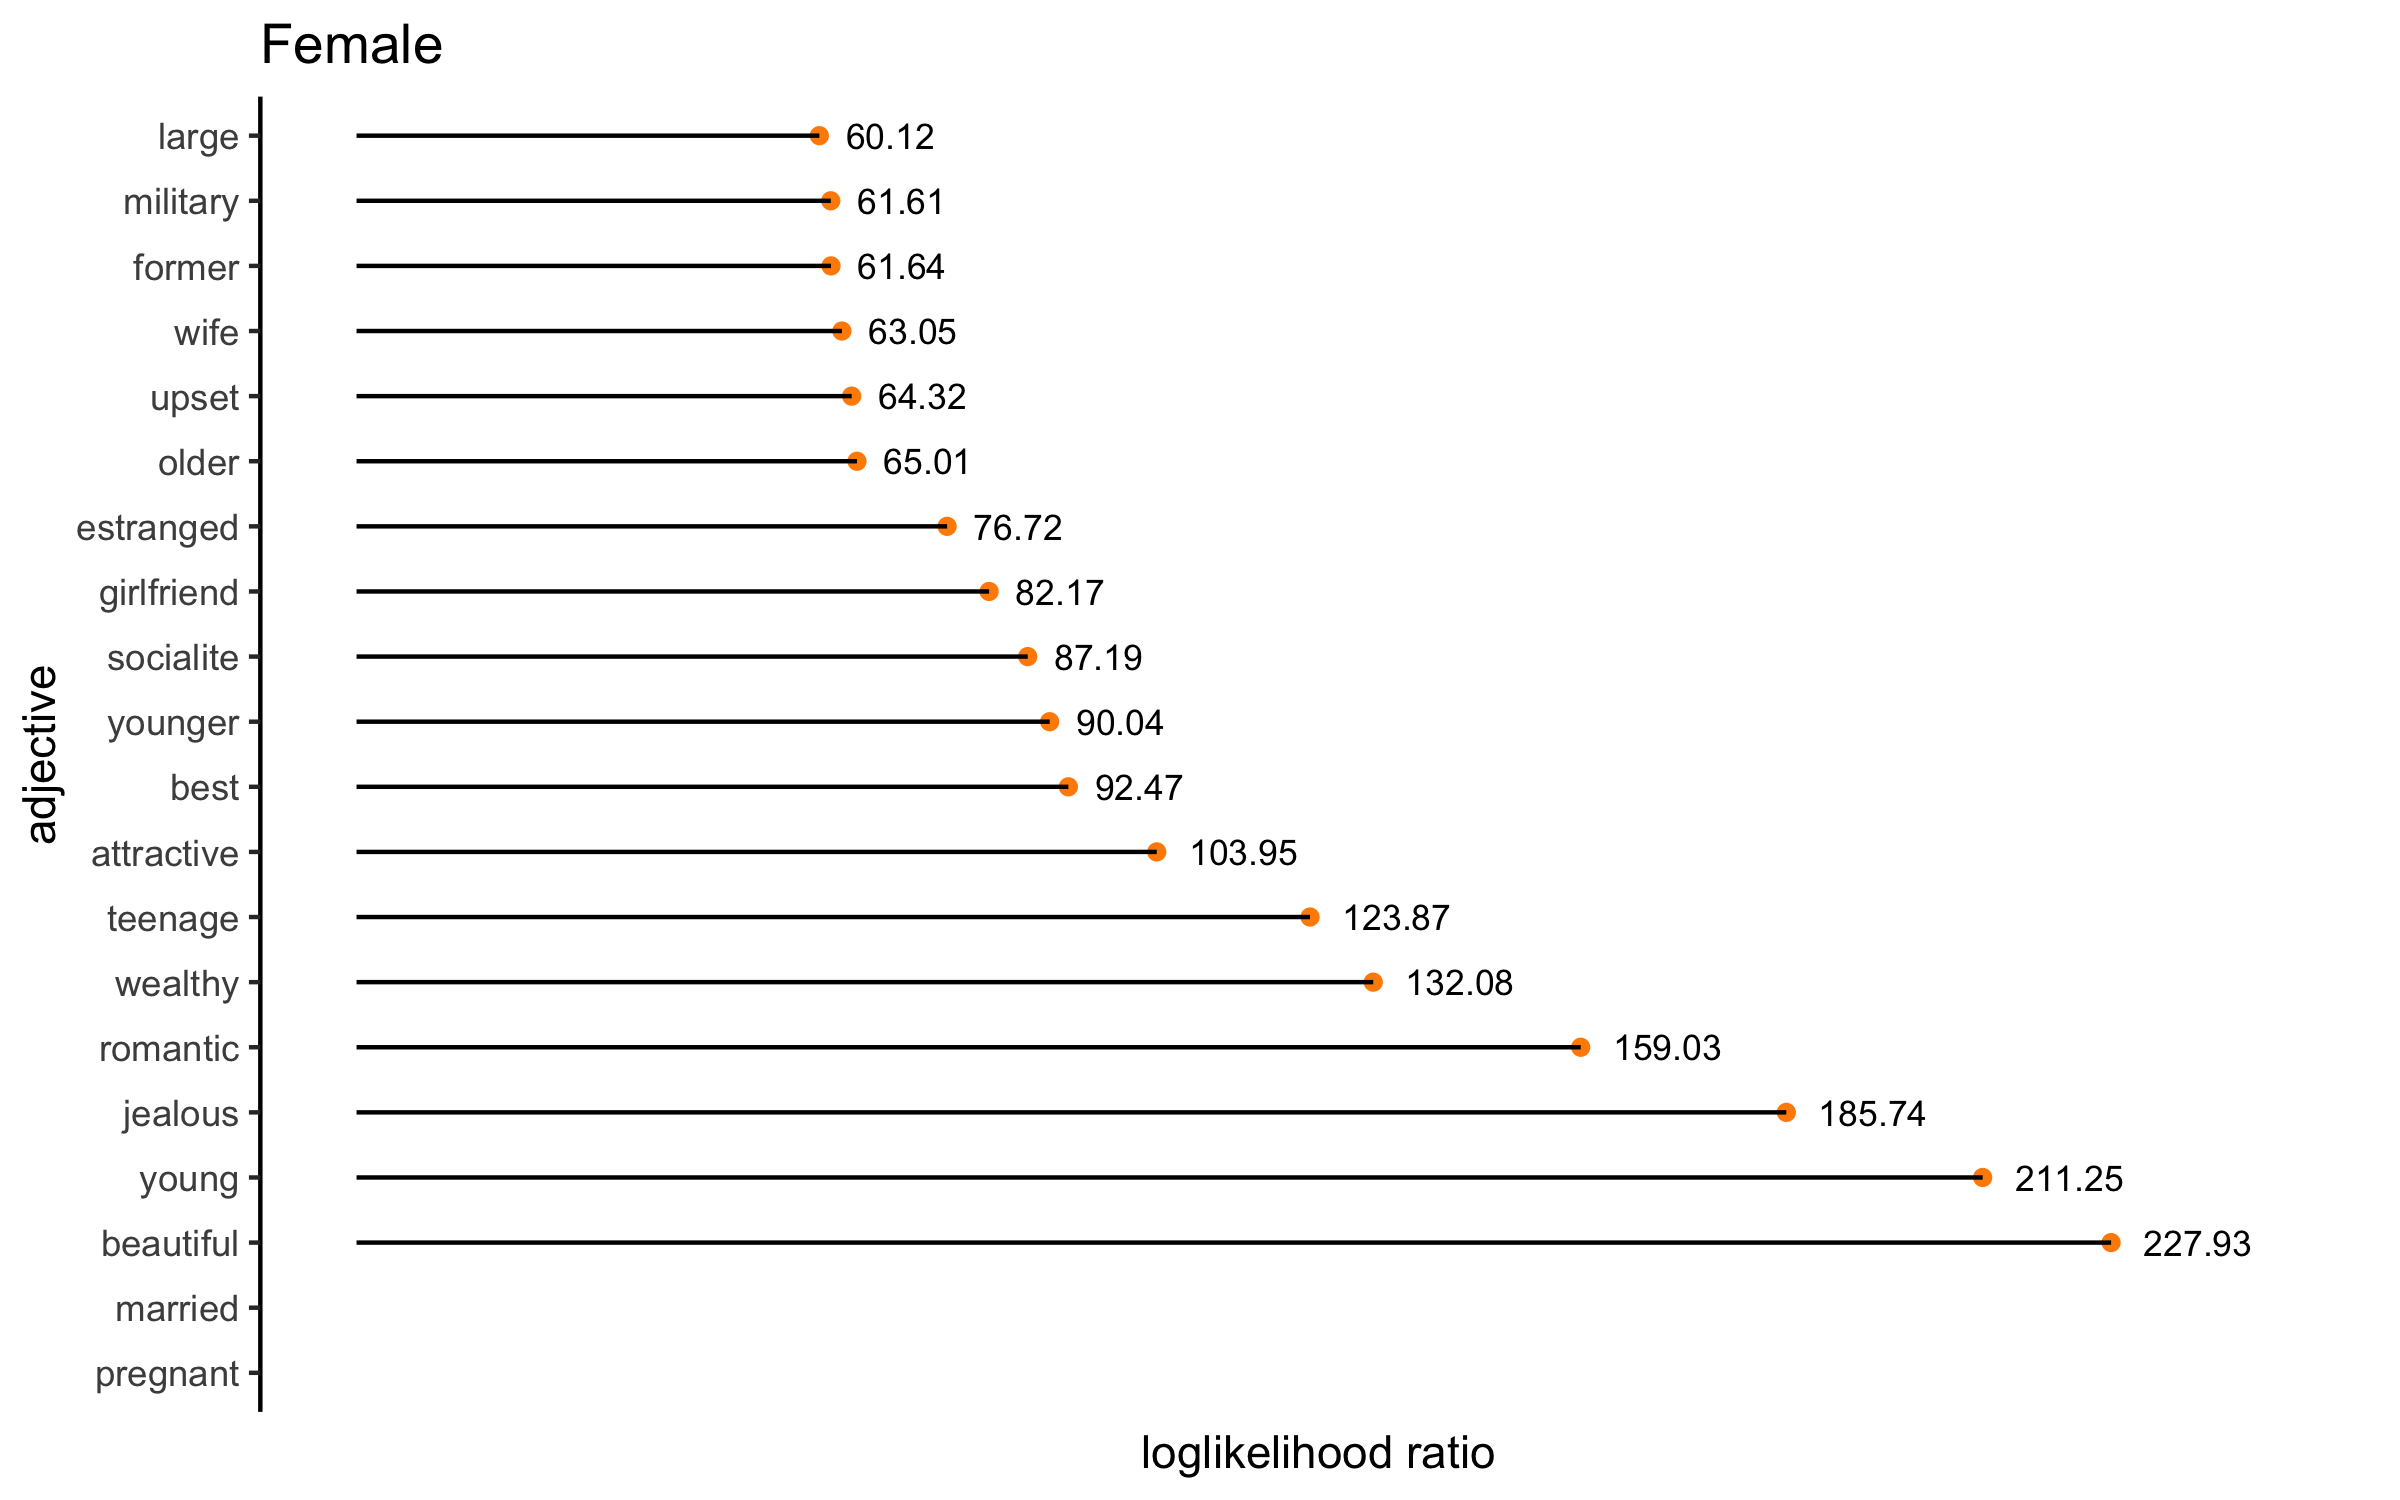 Female
large 60.12
military 61.61
former 61.64
wife 63.05
upset 64.32
older 65.01
estranged 76.72
girlfriend 82.17
socialite 87.19
younger 90.04
best 92.47
attractive 103.95
teenage 123.87
wealthy 132.08
romantic 159.03
jealous 185.74
young 211.25
beautiful 227.93
married
pregnant
adjective
loglikelihood ratio